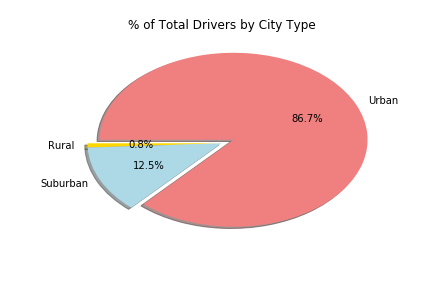 % of Total Drivers by City Type
Urban
86.7%
Rural
0.8%
12.5%
Suburban